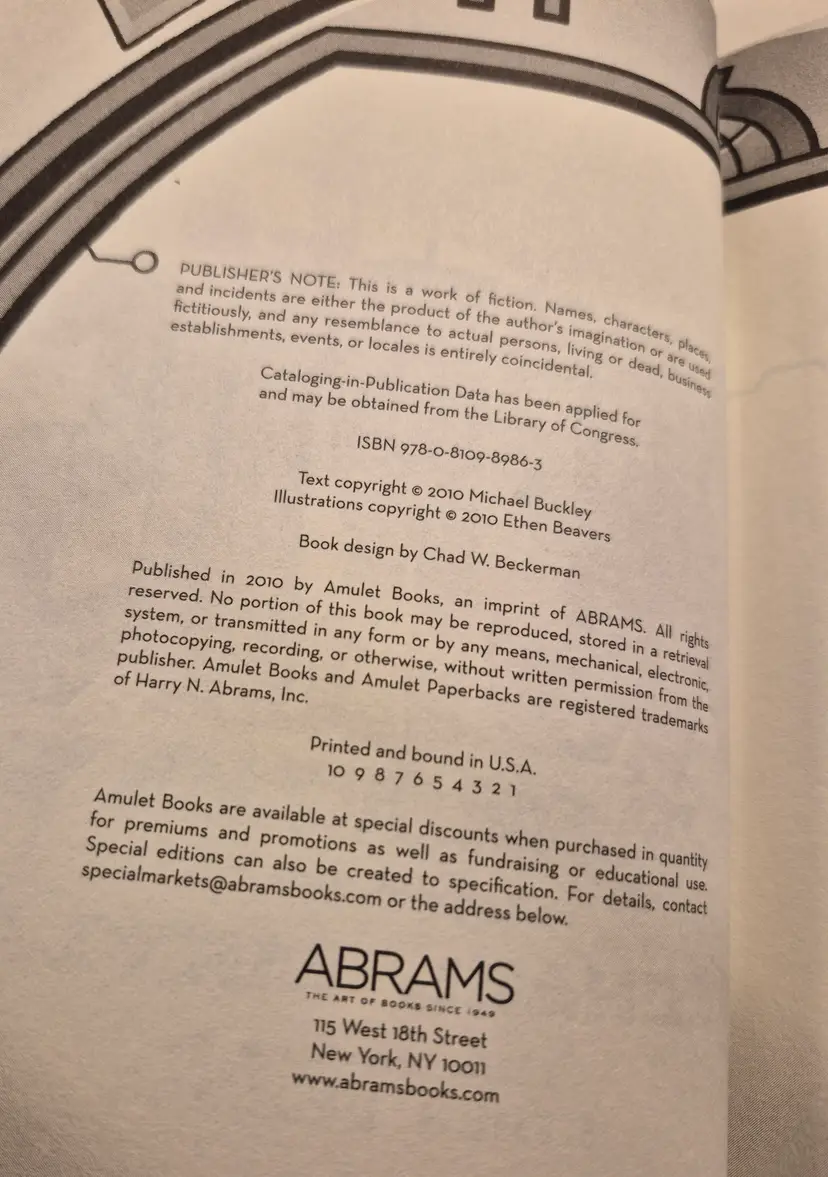 PUBLISHER'S NOTE: This is a work of fiction. Names, characters, places,
and incidents are either the product of the author's imagination or are used
fictitiously, and any resemblance to actual persons, living or dead, business
establishments, events, or locales is entirely coincidental.
Cataloging-in-Publication Data has been applied for
and may be obtained from the Library of Congress.
ISBN 978-0-8109-8986-3
Text copyright © 2010 Michael Buckley
Illustrations copyright © 2010 Ethen Beavers
Book design by Chad W. Beckerman
Published in 2010 by Amulet Books, an imprint of ABRAMS. All rights
reserved. No portion of this book may be reproduced, stored in a retrieval
system, or transmitted in any form or by any means, mechanical, electronic,
photocopying, recording, or otherwise, without written permission from the
publisher. Amulet Books and Amulet Paperbacks are registered trademarks
of Harry N. Abrams, Inc.
Printed and bound in U.S.A.
10 9 8 7 6 5 4 3 2 1
Amulet Books are available at special discounts when purchased in quantity
for premiums and promotions as well as fundraising or educational use.
Special editions can also be created to specification. For details, contact
specialmarkets@abramsbooks.com or the address below.
ABRAMS
THE ART OF BOOKS SINCE 1949
115 West 18th Street
New York, NY 10011
www.abramsbooks.com